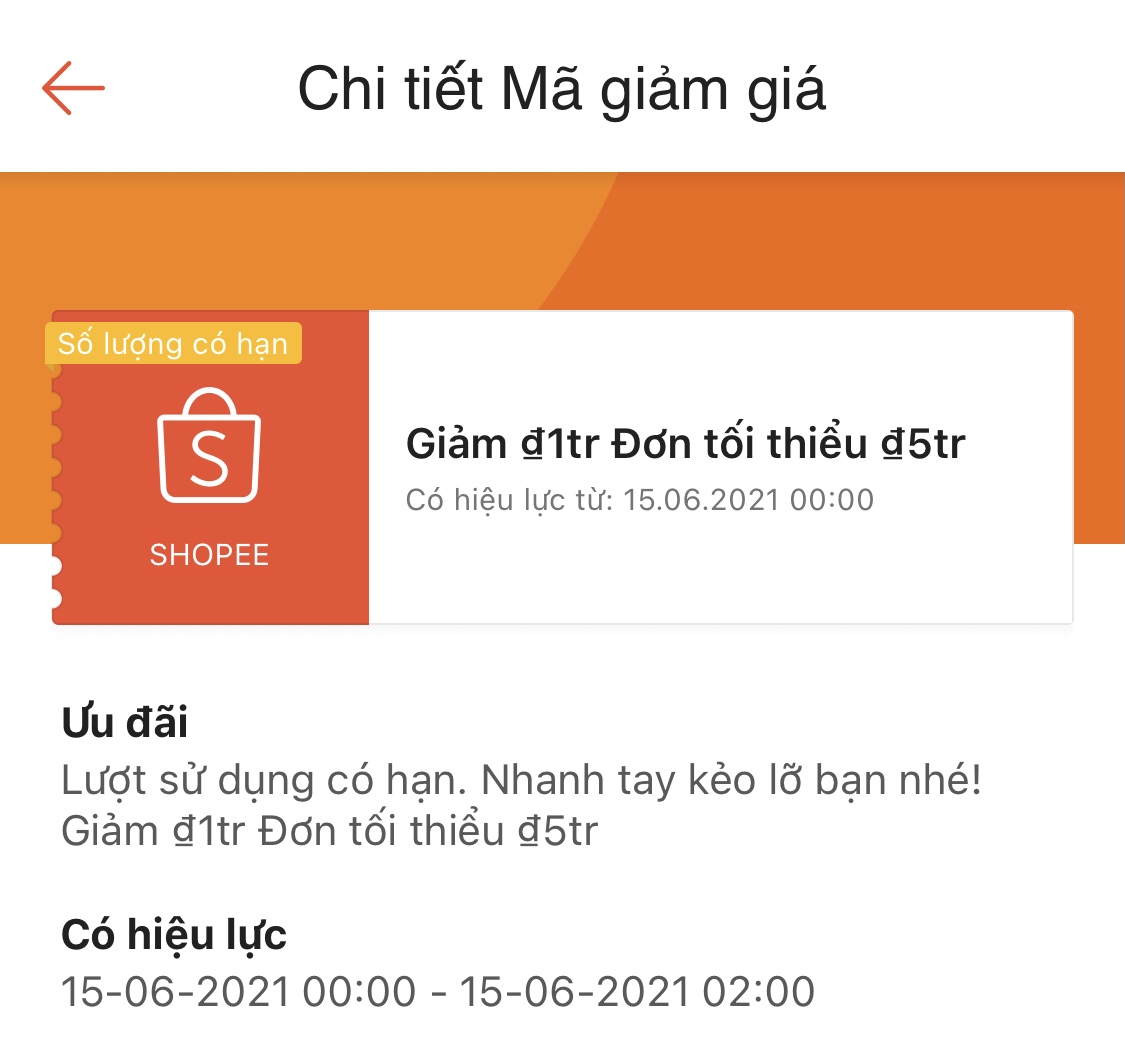 Chi tiết Mã giảm giá
Số lượng có hạn
S
SHOPEE
Giảm ₫1tr Đơn tối thiểu ₫5tr
Có hiệu lực từ: 15.06.2021 00:00
Ưu đãi
Lượt sử dụng có hạn. Nhanh tay kẻo lỡ bạn nhé!
Giảm ₫1tr Đơn tối thiểu ₫5tr
Có hiệu lực
15-06-2021 00:00 - 15-06-2021 02:00